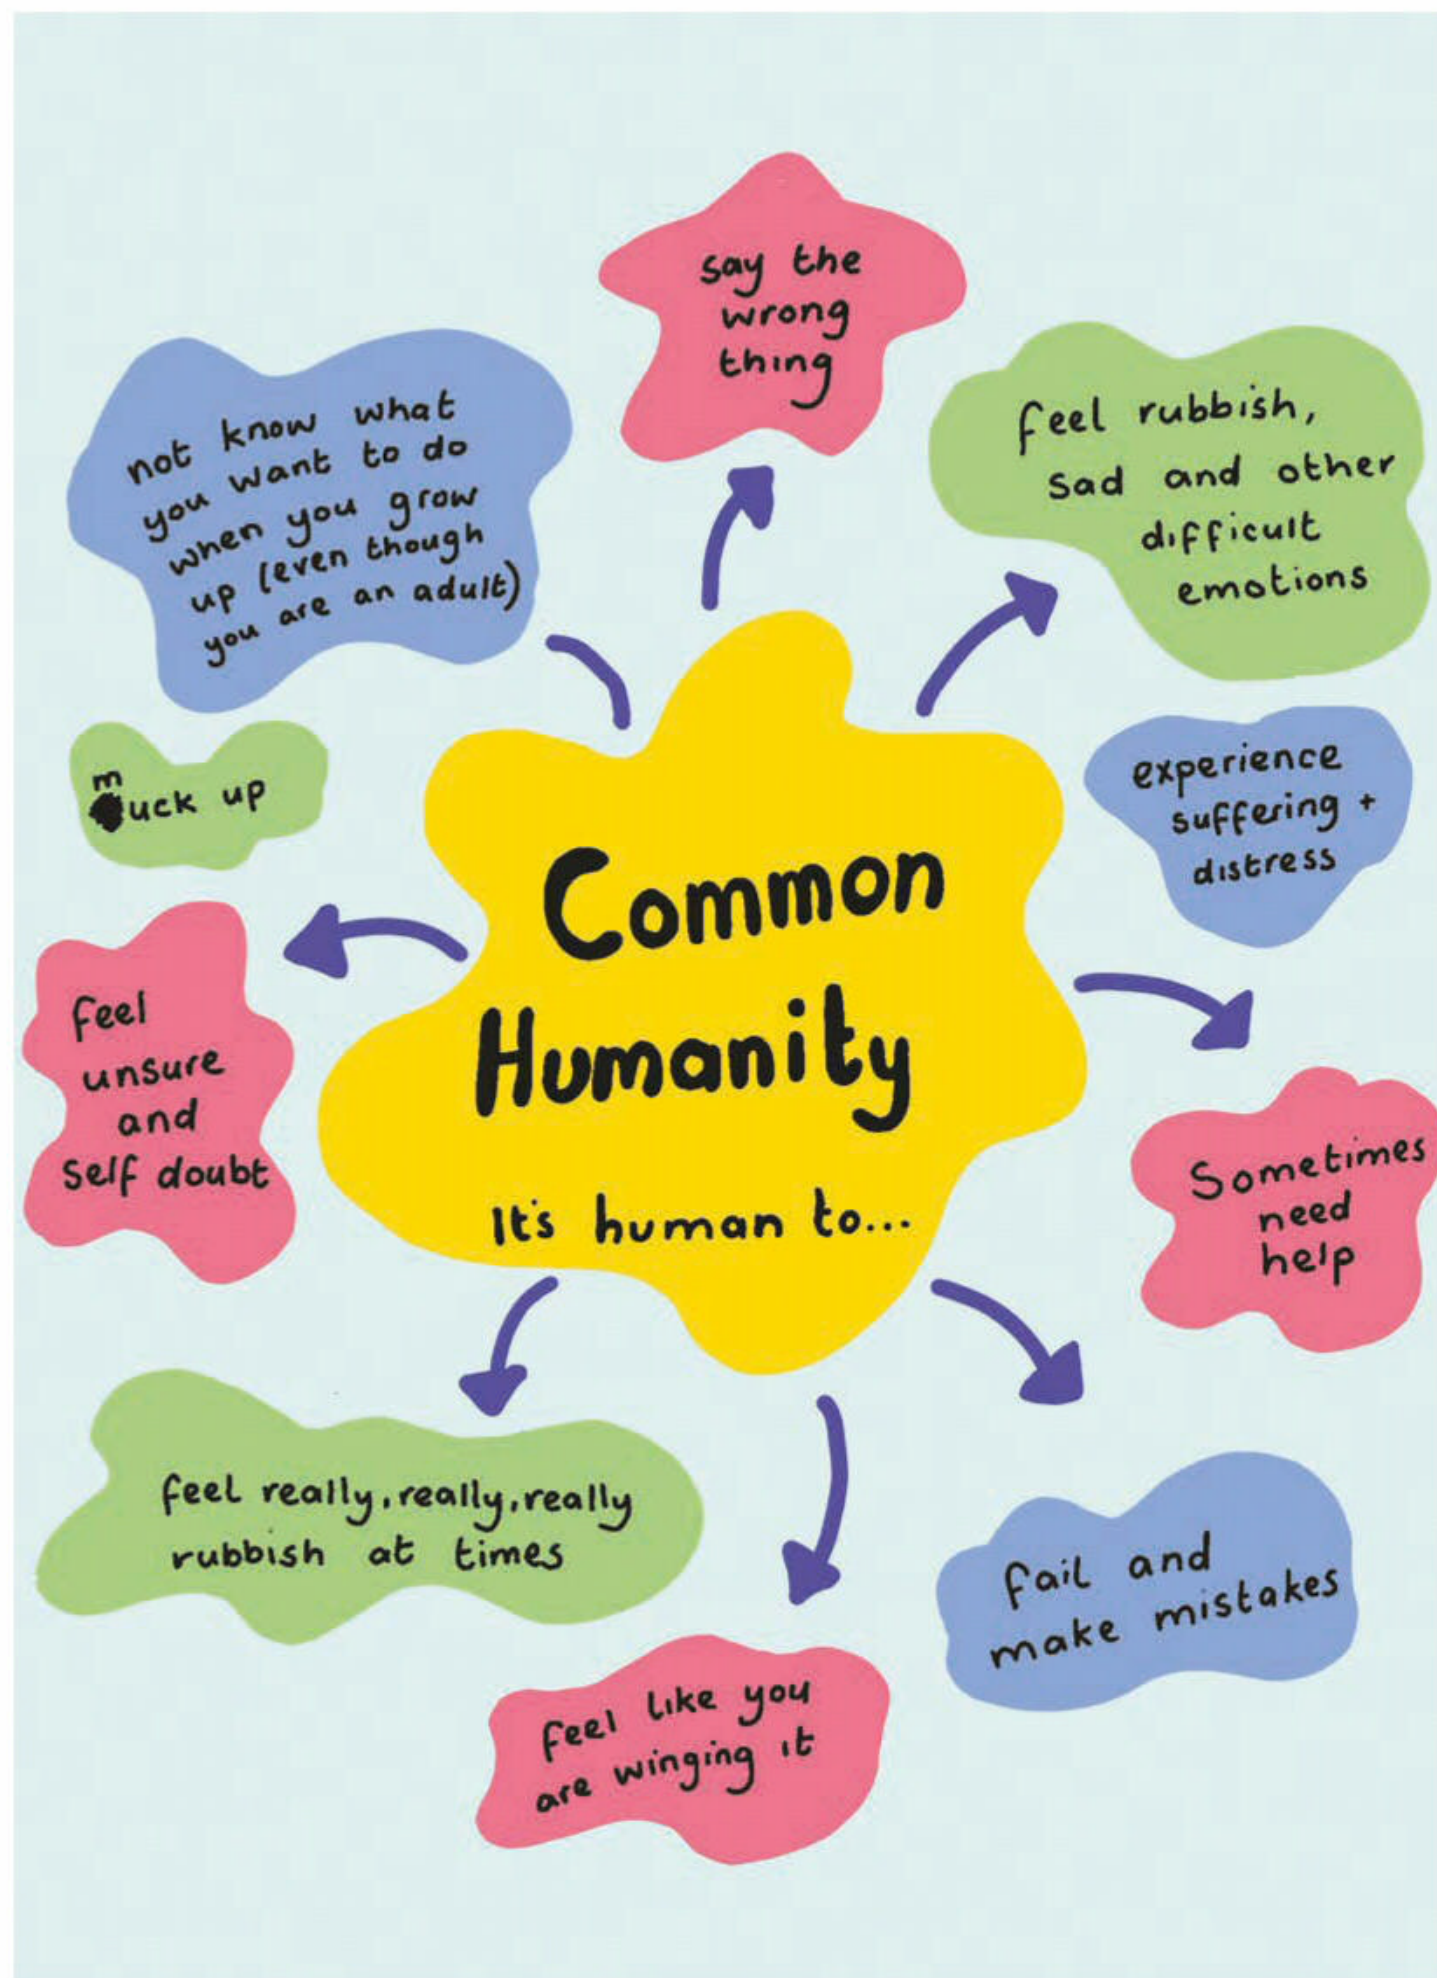 say the
wrong
thing
feel rubbish,
sad and other
difficult
emotions
not know what
you want to do
when you grow
up (even though
you are an adult)
experience
suffering +
distress
muck up
Common
Humanity
It's human to...
feel
unsure
and
self doubt
Sometimes
need
help
feel really, really, really
rubbish at times
fail and
make mistakes
feel like you
are winging it